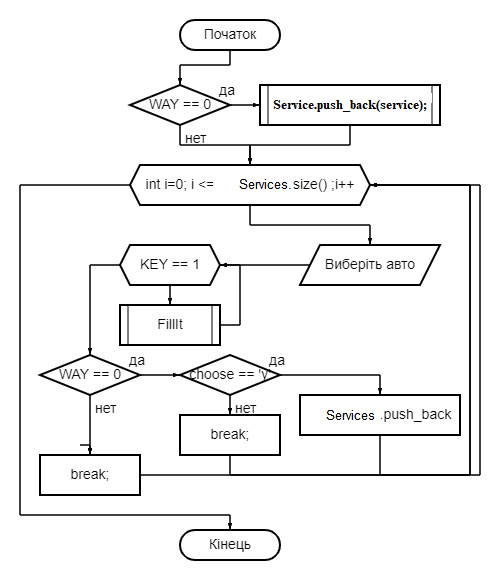 Початок
да
WAY == 0
Service.push_back(service);
нет
int i=0; i <= Services.size() ;i++
KEY == 1
Виберіть авто
FillIt
да
да
WAY == 0
choose == 'y'
нет
нет
Services .push_back
break;
break;
Кінець